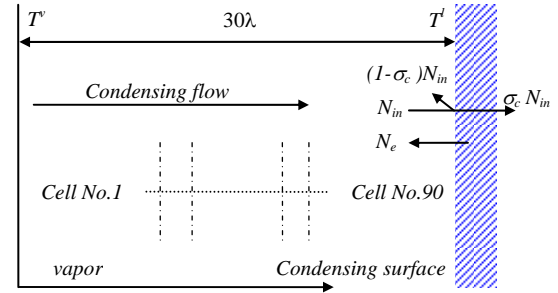 T^v 30λ T^l
(1-σ_c)N_in
Condensing flow
N_in σ_c N_in
N_e
Cell No.1 Cell No.90
vapor Condensing surface